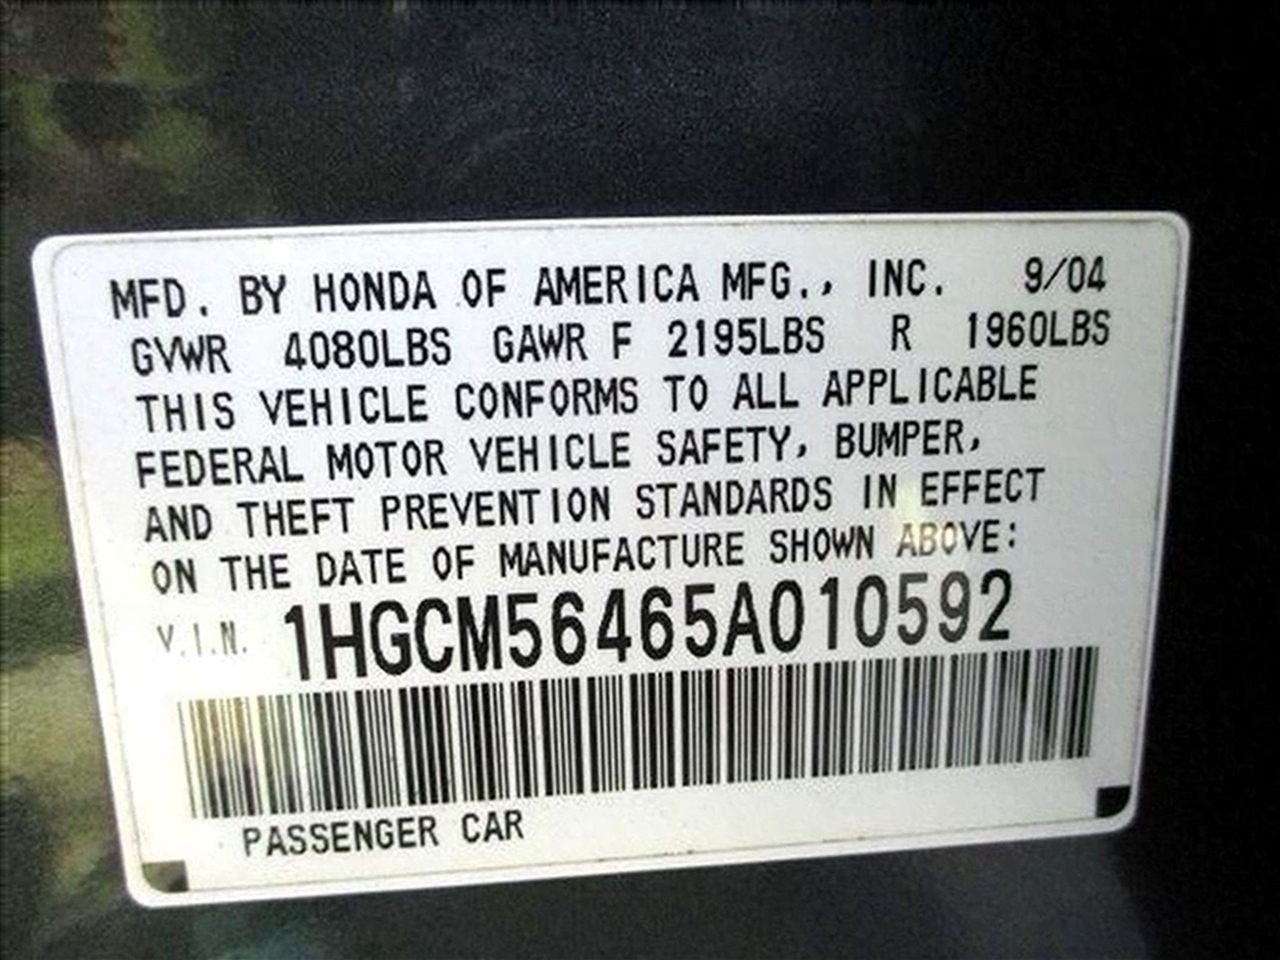 MFD. BY HONDA OF AMERICA MFG., INC. 9/04
GVWR 4080LBS GAWR F 2195LBS R 1960LBS
THIS VEHICLE CONFORMS TO ALL APPLICABLE
FEDERAL MOTOR VEHICLE SAFETY, BUMPER,
AND THEFT PREVENTION STANDARDS IN EFFECT
ON THE DATE OF MANUFACTURE SHOWN ABOVE:
V.I.N. 1HGCM56465A010592
PASSENGER CAR